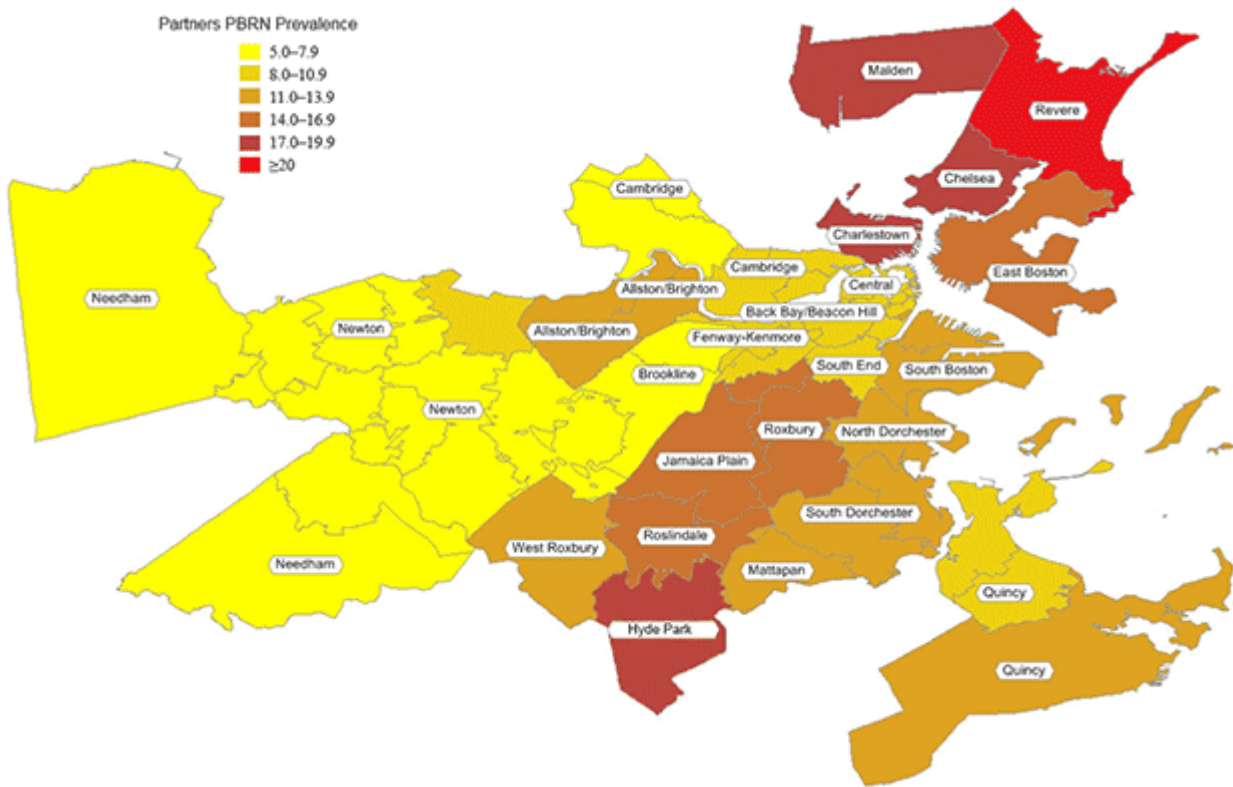 Partners PBRN Prevalence
5.0–7.9
8.0–10.9
11.0–13.9
14.0–16.9
17.0–19.9
≥20
Malden
Revere
Chelsea
Cambridge
Charlestown
Cambridge
East Boston
Allston/Brighton
Central
Needham
Back Bay/Beacon Hill
Newton
Allston/Brighton
Fenway-Kenmore
South End
South Boston
Brookline
Newton
Roxbury
North Dorchester
Jamaica Plain
South Dorchester
Roslindale
West Roxbury
Needham
Mattapan
Quincy
Hyde Park
Quincy